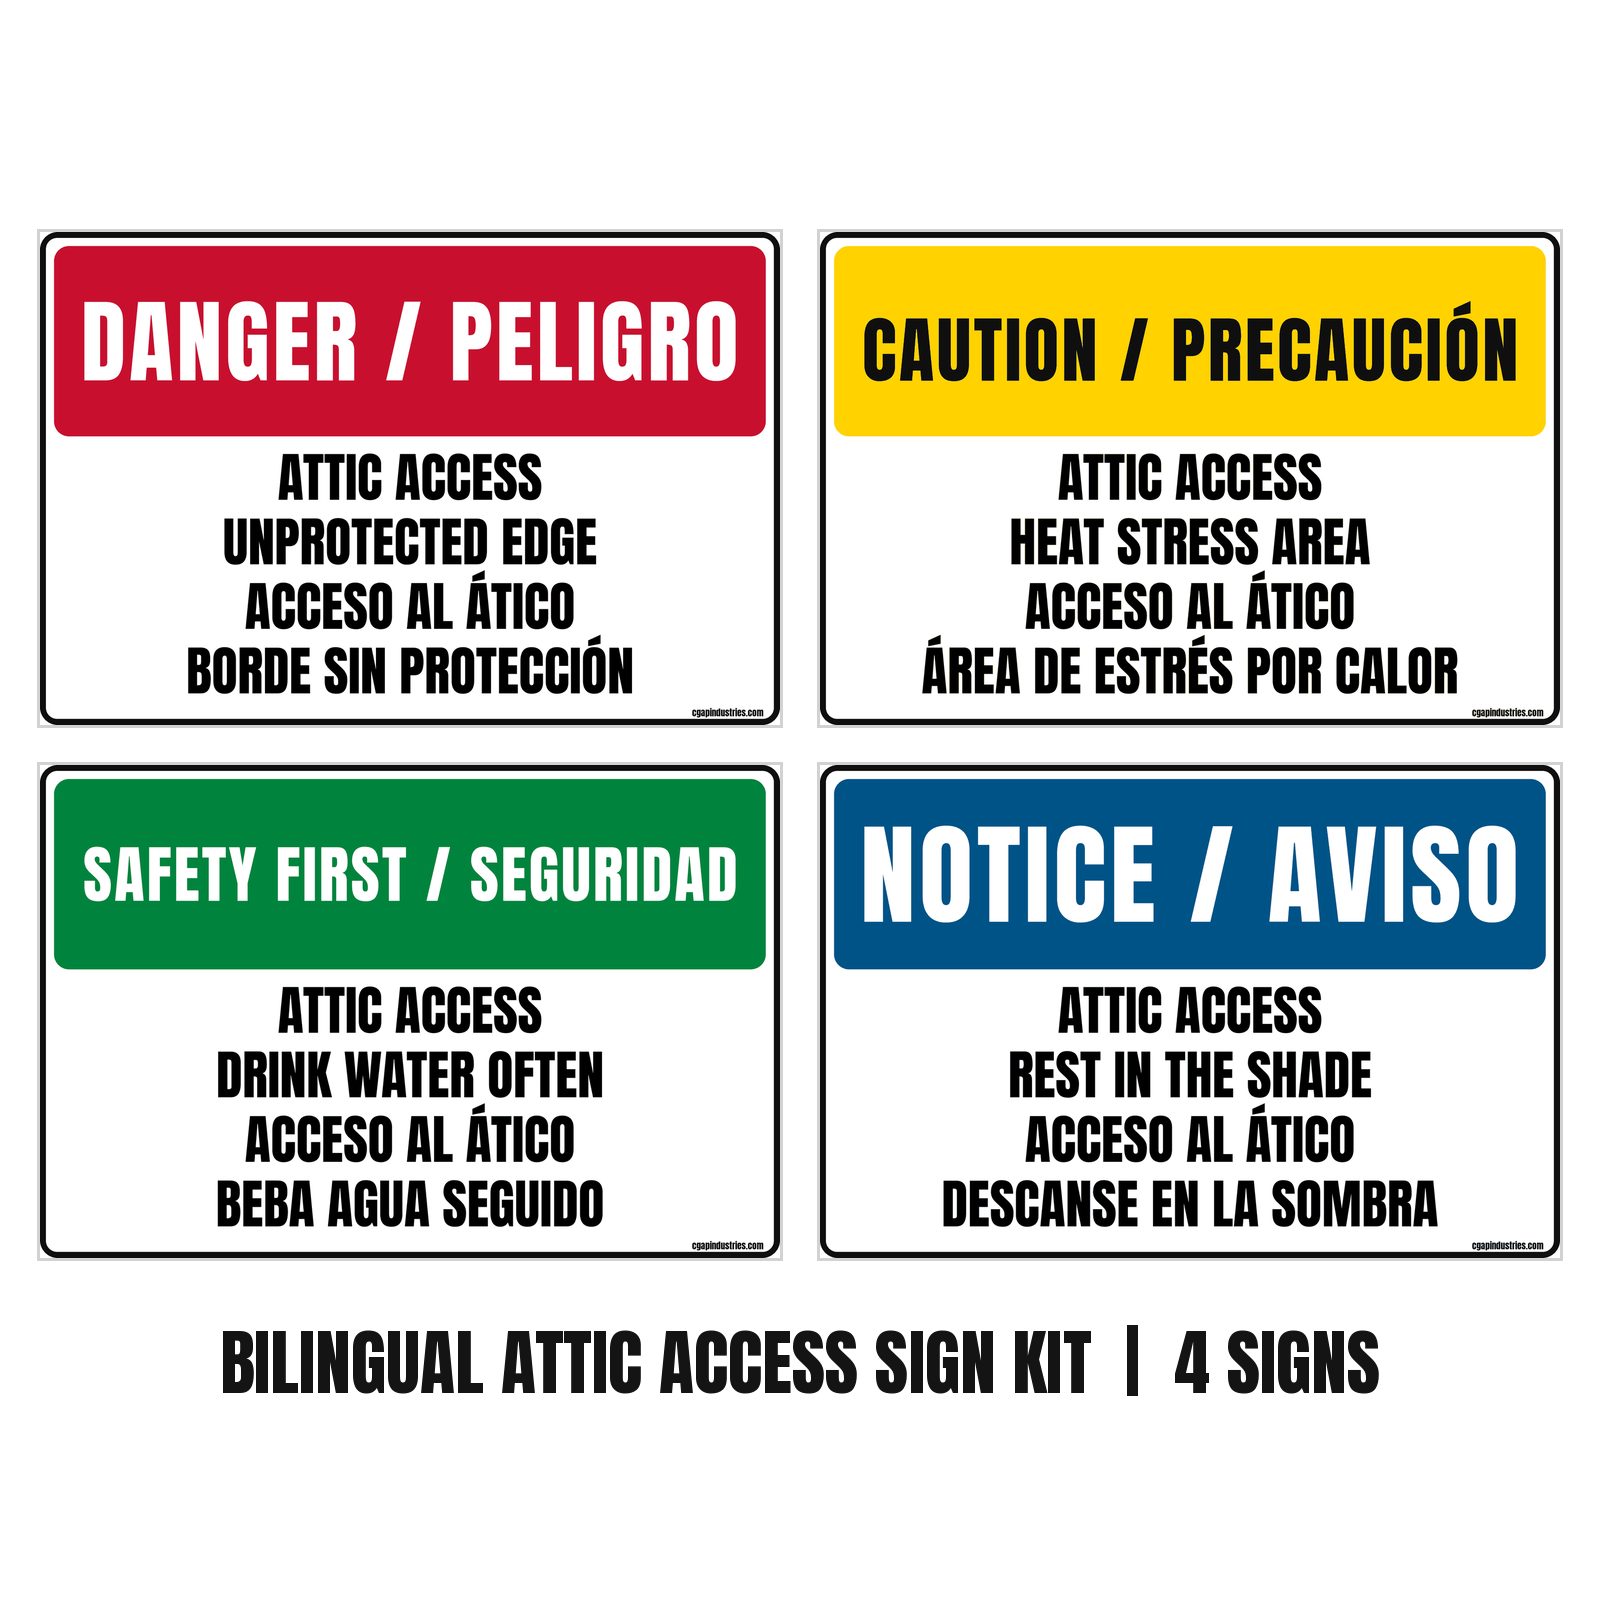 DANGER / PELIGRO
ATTIC ACCESS
UNPROTECTED EDGE
ACCESO AL ÁTICO
BORDE SIN PROTECCIÓN
cgapindustries.com
CAUTION / PRECAUCIÓN
ATTIC ACCESS
HEAT STRESS AREA
ACCESO AL ÁTICO
ÁREA DE ESTRÉS POR CALOR
cgapindustries.com
SAFETY FIRST / SEGURIDAD
ATTIC ACCESS
DRINK WATER OFTEN
ACCESO AL ÁTICO
BEBA AGUA SEGUIDO
cgapindustries.com
NOTICE / AVISO
ATTIC ACCESS
REST IN THE SHADE
ACCESO AL ÁTICO
DESCANSE EN LA SOMBRA
cgapindustries.com
BILINGUAL ATTIC ACCESS SIGN KIT | 4 SIGNS